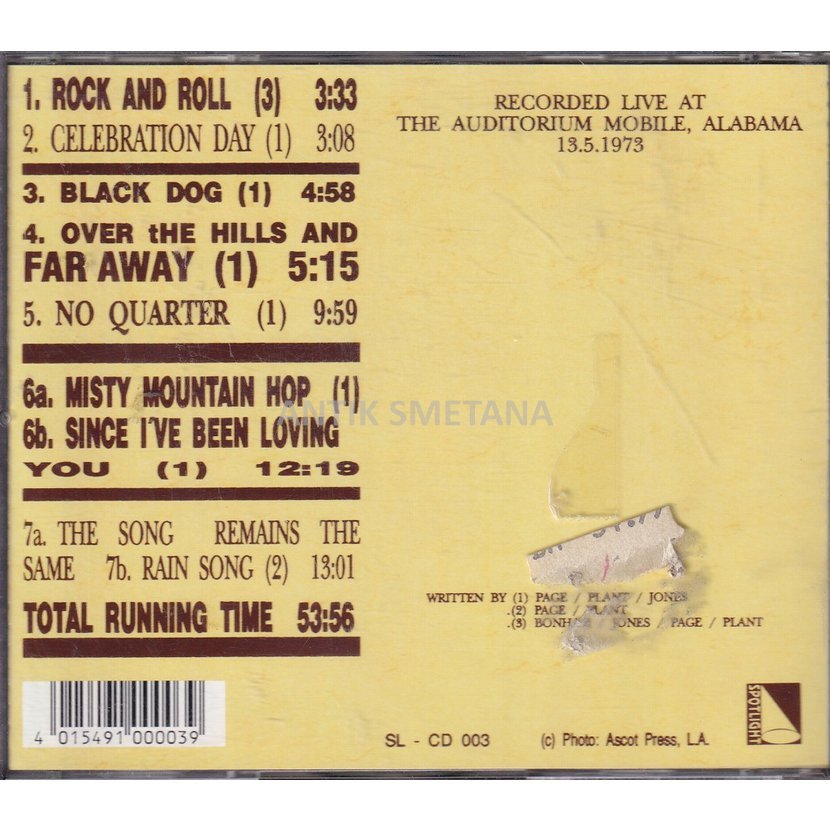 1. ROCK AND ROLL (3) 3:33
2. CELEBRATION DAY (1) 3:08
3. BLACK DOG (1) 4:58
4. OVER tHE HILLS AND
FAR AWAY (1) 5:15
5. NO QUARTER (1) 9:59
6a. MISTY MOUNTAIN HOP (1)
6b. SINCE I'VE BEEN LOVING
YOU (1) 12:19
7a. THE SONG REMAINS THE
SAME 7b. RAIN SONG (2) 13:01
TOTAL RUNNING TIME 53:56
4 015491 000039
RECORDED LIVE AT
THE AUDITORIUM MOBILE, ALABAMA
13.5.1973
ANTIK SMETANA
WRITTEN BY (1) PAGE / PLANT / JONES
.(2) PAGE / PLANT
.(3) BONHAM / JONES / PAGE / PLANT
SL - CD 003
(c) Photo: Ascot Press, L.A.
SPOTLIGHT